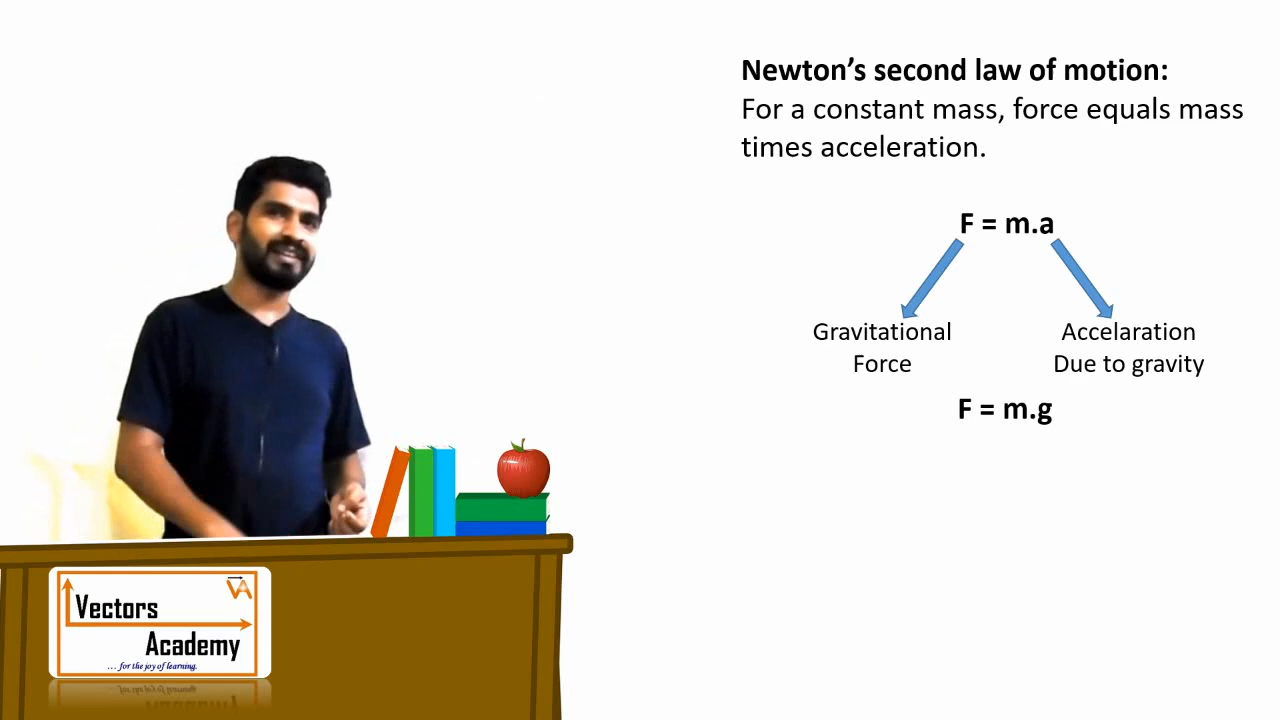 Newton’s second law of motion:
For a constant mass, force equals mass
times acceleration.
F = m.a
Gravitational
Force
Accelaration
Due to gravity
F = m.g
VA
Vectors
Academy
... for the joy of learning.